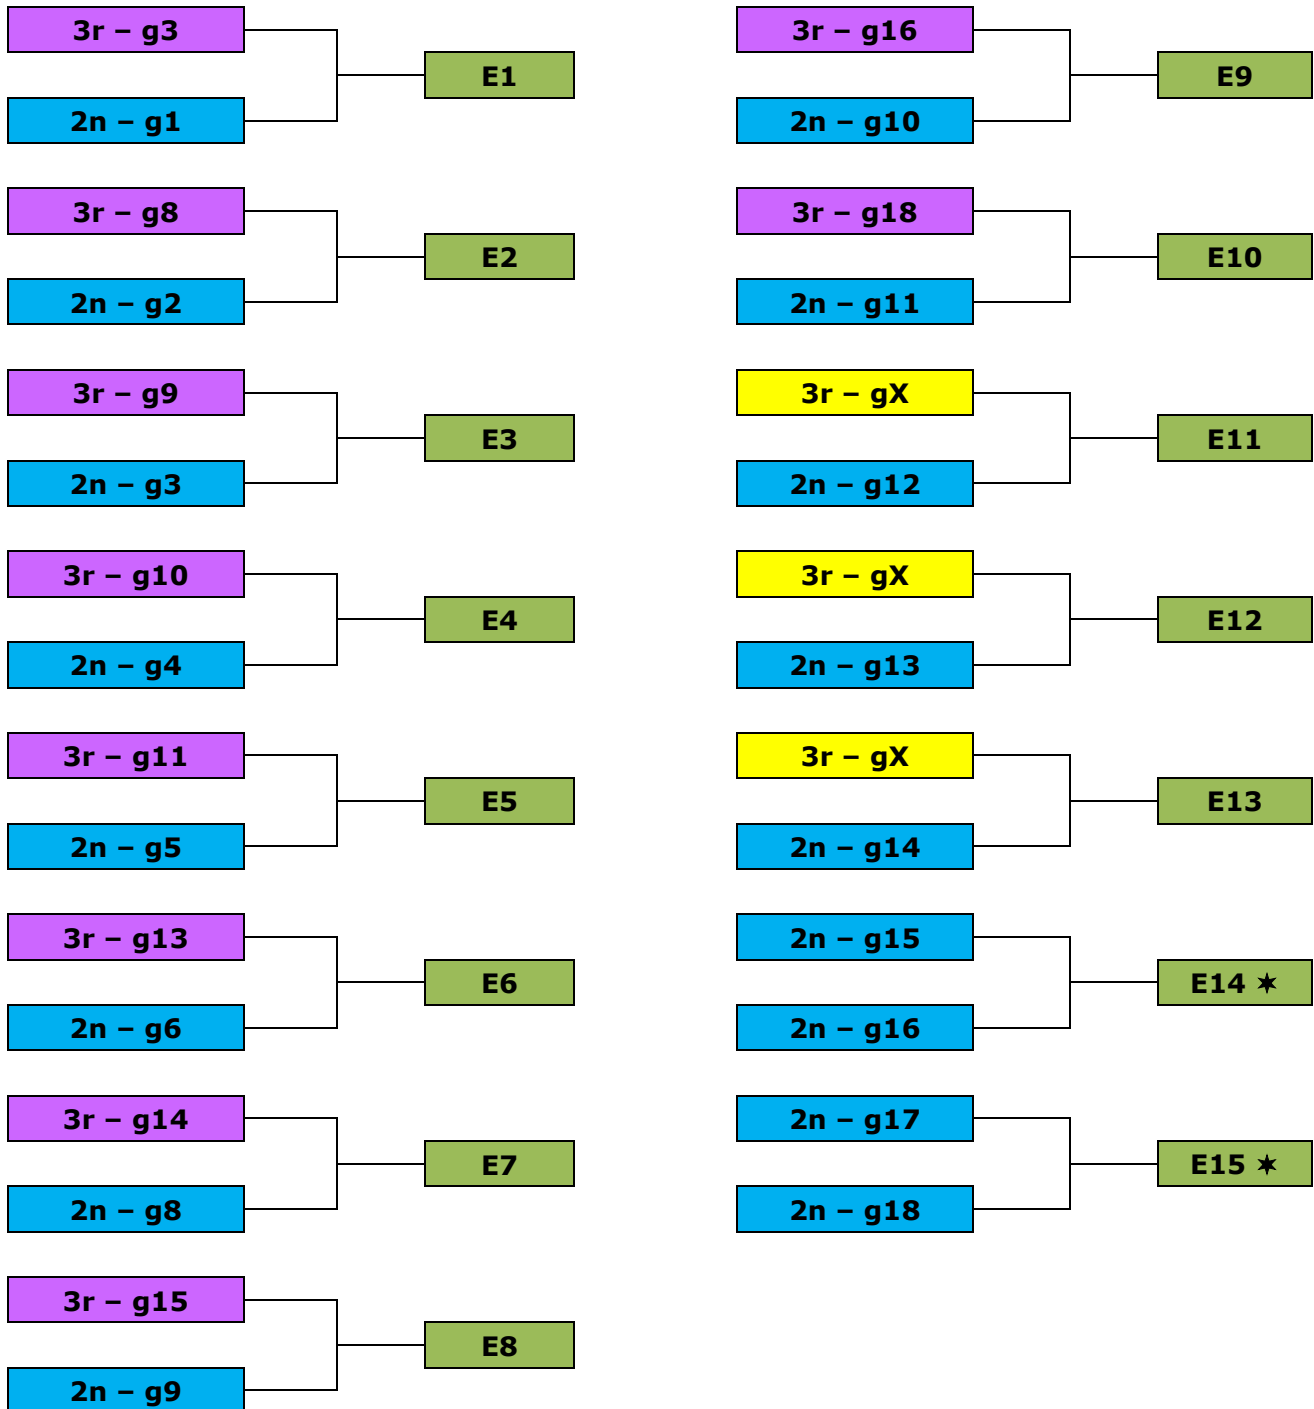 3r – g3
E1
2n – g1
3r – g8
E2
2n – g2
3r – g9
E3
2n – g3
3r – g10
E4
2n – g4
3r – g11
E5
2n – g5
3r – g13
E6
2n – g6
3r – g14
E7
2n – g8
3r – g15
E8
2n – g9
3r – g16
E9
2n – g10
3r – g18
E10
2n – g11
3r – gX
E11
2n – g12
3r – gX
E12
2n – g13
3r – gX
E13
2n – g14
2n – g15
E14 ✶
2n – g16
2n – g17
E15 ✶
2n – g18